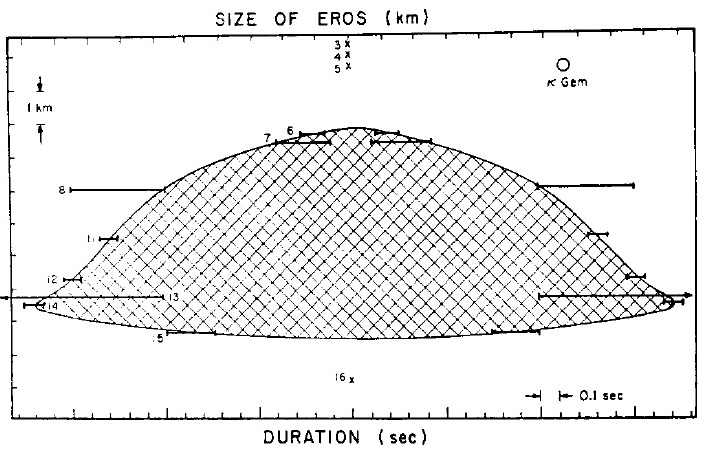 SIZE OF EROS (km)
3 x
4 x
5 x
κ Gem
1 km
6
7
8
11
12
13
14
15
16 x
0.1 sec
DURATION (sec)